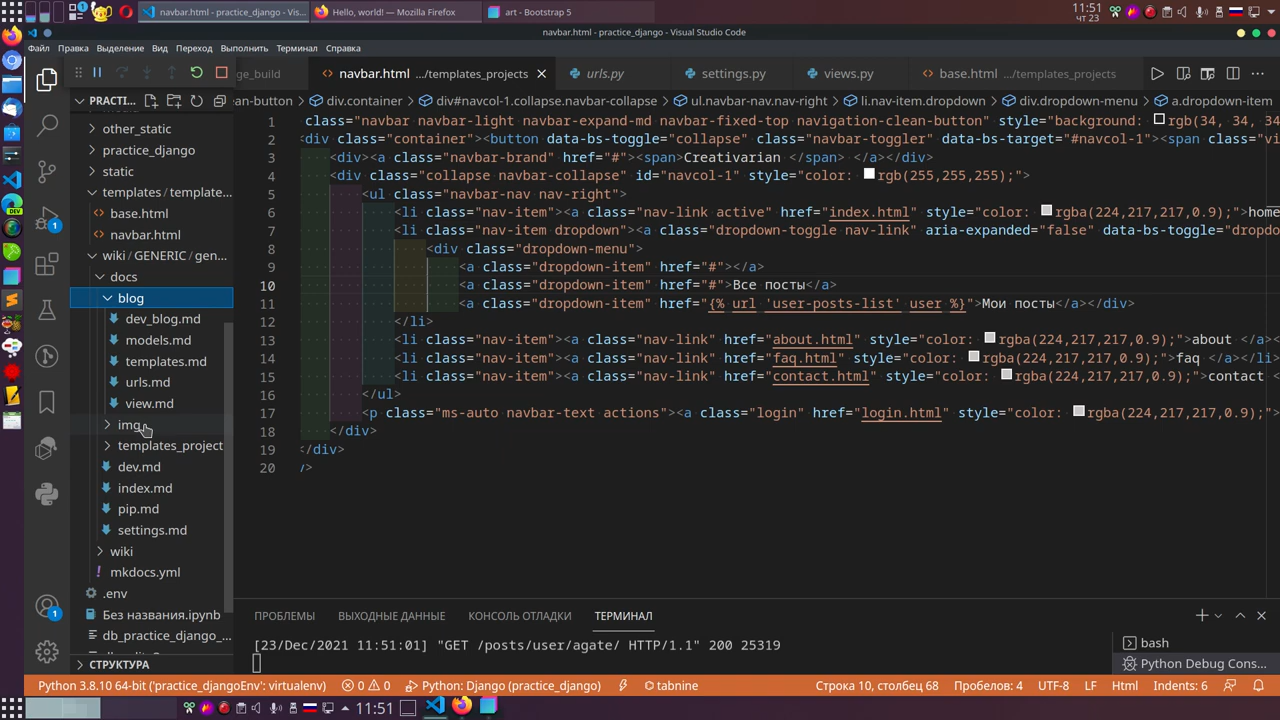 navbar.html - practice_django - Vis...
Hello, world! — Mozilla Firefox
art - Bootstrap 5
11:51
чт 23
navbar.html - practice_django - Visual Studio Code
Файл Правка Выделение Вид Переход Выполнить Терминал Справка
ge_build
navbar.html .../templates_projects
urls.py
settings.py
views.py
base.html .../templates_projects
PRACTI...
ean-button > div.container > div#navcol-1.collapse.navbar-collapse > ul.navbar-nav.nav-right > li.nav-item.dropdown > div.dropdown-menu > a.dropdown-item
other_static
practice_django
static
templates / template...
base.html
navbar.html
wiki / GENERIC / gen...
docs
blog
dev_blog.md
models.md
templates.md
urls.md
view.md
img
templates_project
dev.md
index.md
pip.md
settings.md
wiki
mkdocs.yml
.env
Без названия.ipynb
db_practice_django_...
СТРУКТУРА
1 class="navbar navbar-light navbar-expand-md navbar-fixed-top navigation-clean-button" style="background: rgb(34, 34, 34
2 <div class="container"><button data-bs-toggle="collapse" class="navbar-toggler" data-bs-target="#navcol-1"><span class="vi
3 <div><a class="navbar-brand" href="#"><span>Creativarian </span> </a></div>
4 <div class="collapse navbar-collapse" id="navcol-1" style="color: rgb(255,255,255);">
5 <ul class="navbar-nav nav-right">
6 <li class="nav-item"><a class="nav-link active" href="index.html" style="color: rgba(224,217,217,0.9);">home
7 <li class="nav-item dropdown"><a class="dropdown-toggle nav-link" aria-expanded="false" data-bs-toggle="dropdo
8 <div class="dropdown-menu">
9 <a class="dropdown-item" href="#"></a>
10 <a class="dropdown-item" href="#">Все посты</a>
11 <a class="dropdown-item" href="{% url 'user-posts-list' user %}">Мои посты</a></div>
12 </li>
13 <li class="nav-item"><a class="nav-link" href="about.html" style="color: rgba(224,217,217,0.9);">about </a></li
14 <li class="nav-item"><a class="nav-link" href="faq.html" style="color: rgba(224,217,217,0.9);">faq </a></li>
15 <li class="nav-item"><a class="nav-link" href="contact.html" style="color: rgba(224,217,217,0.9);">contact <
16 </ul>
17 <p class="ms-auto navbar-text actions"><a class="login" href="login.html" style="color: rgba(224,217,217,0.9);">
18 </div>
19 </div>
20 />
ПРОБЛЕМЫ ВЫХОДНЫЕ ДАННЫЕ КОНСОЛЬ ОТЛАДКИ ТЕРМИНАЛ
[23/Dec/2021 11:51:01] "GET /posts/user/agate/ HTTP/1.1" 200 25319
bash
Python Debug Cons...
Python 3.8.10 64-bit ('practice_djangoEnv': virtualenv) 0 0 Python: Django (practice_django) tabnine Строка 10, столбец 68 Пробелов: 4 UTF-8 LF Html Indents: 6
11:51